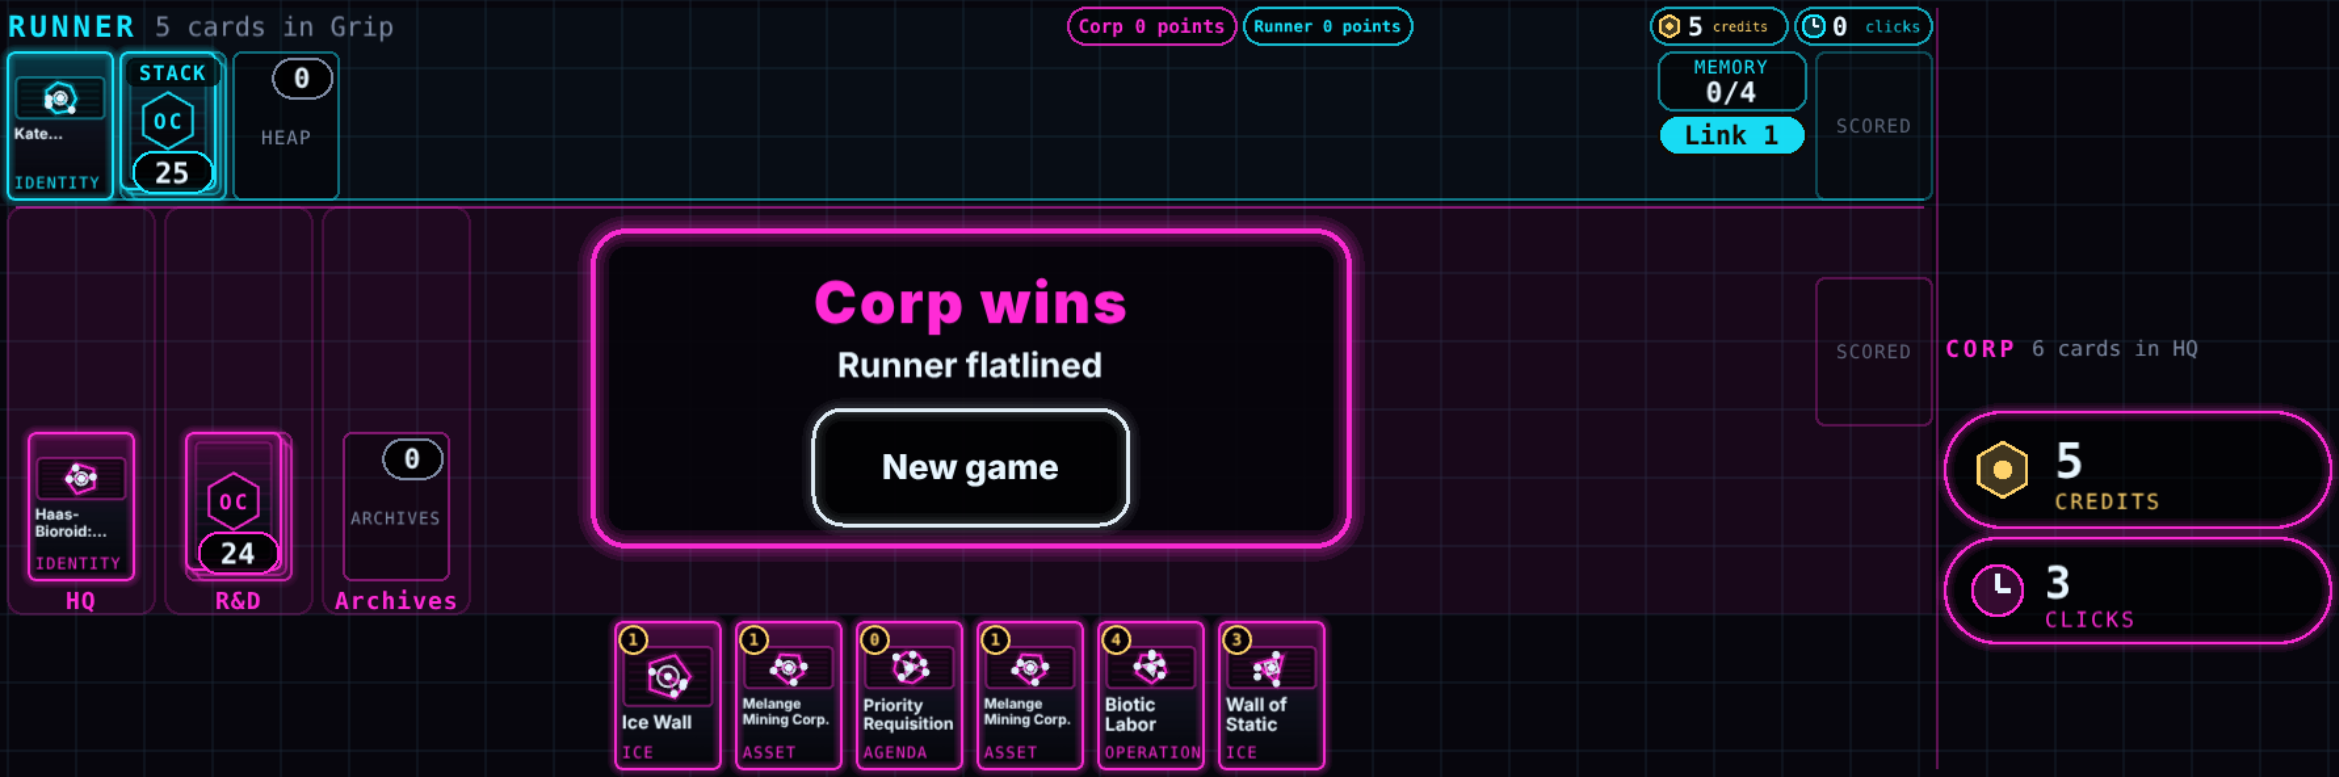 RUNNER 5 cards in Grip
Corp 0 points
Runner 0 points
5 credits
0 clicks
Kate...
IDENTITY
STACK
OC
25
0
HEAP
MEMORY
0/4
Link 1
SCORED
Corp wins
Runner flatlined
New game
SCORED
CORP 6 cards in HQ
5
CREDITS
3
CLICKS
Haas-
Bioroid:...
IDENTITY
HQ
OC
24
R&D
0
ARCHIVES
Archives
1
Ice Wall
ICE
1
Melange
Mining Corp.
ASSET
0
Priority
Requisition
AGENDA
1
Melange
Mining Corp.
ASSET
4
Biotic
Labor
OPERATION
3
Wall of
Static
ICE